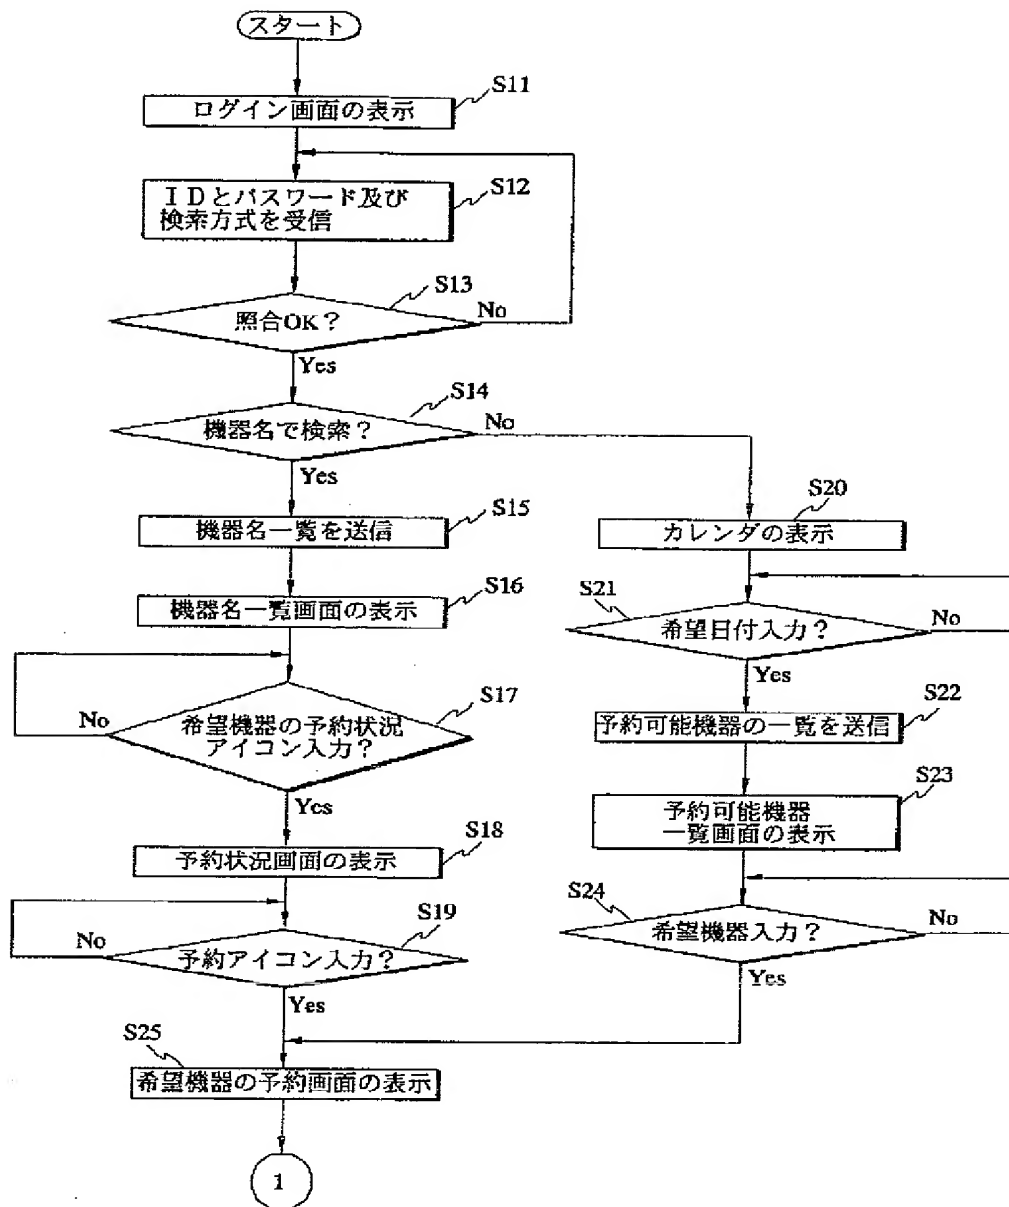 スタート
S11
ログイン画面の表示
S12
IDとパスワード及び
検索方式を受信
S13
照合OK?
No
Yes
S14
機器名で検索?
No
Yes
S15
機器名一覧を送信
S16
機器名一覧画面の表示
S17
希望機器の予約状況
アイコン入力?
No
Yes
S18
予約状況画面の表示
S19
予約アイコン入力?
No
Yes
S20
カレンダの表示
S21
希望日付入力?
No
Yes
S22
予約可能機器の一覧を送信
S23
予約可能機器
一覧画面の表示
S24
希望機器入力?
No
Yes
S25
希望機器の予約画面の表示
1